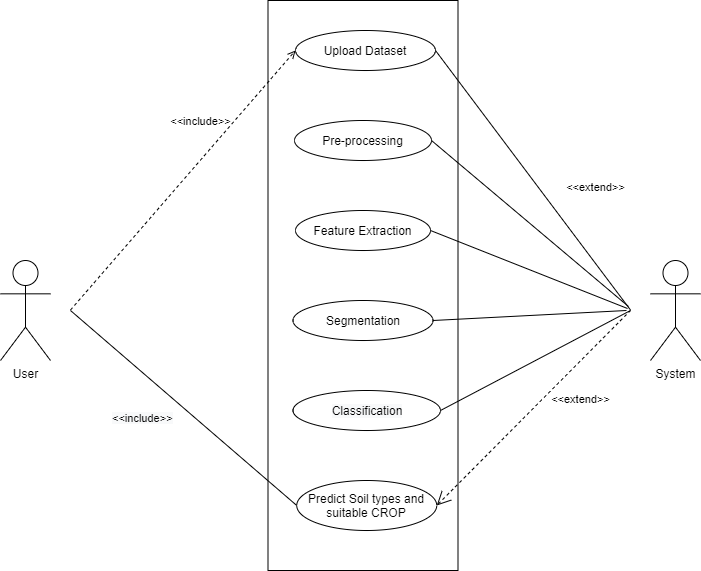 Upload Dataset
<<include>>
Pre-processing
<<extend>>
Feature Extraction
Segmentation
User
System
Classification
<<extend>>
<<include>>
Predict Soil types and
suitable CROP